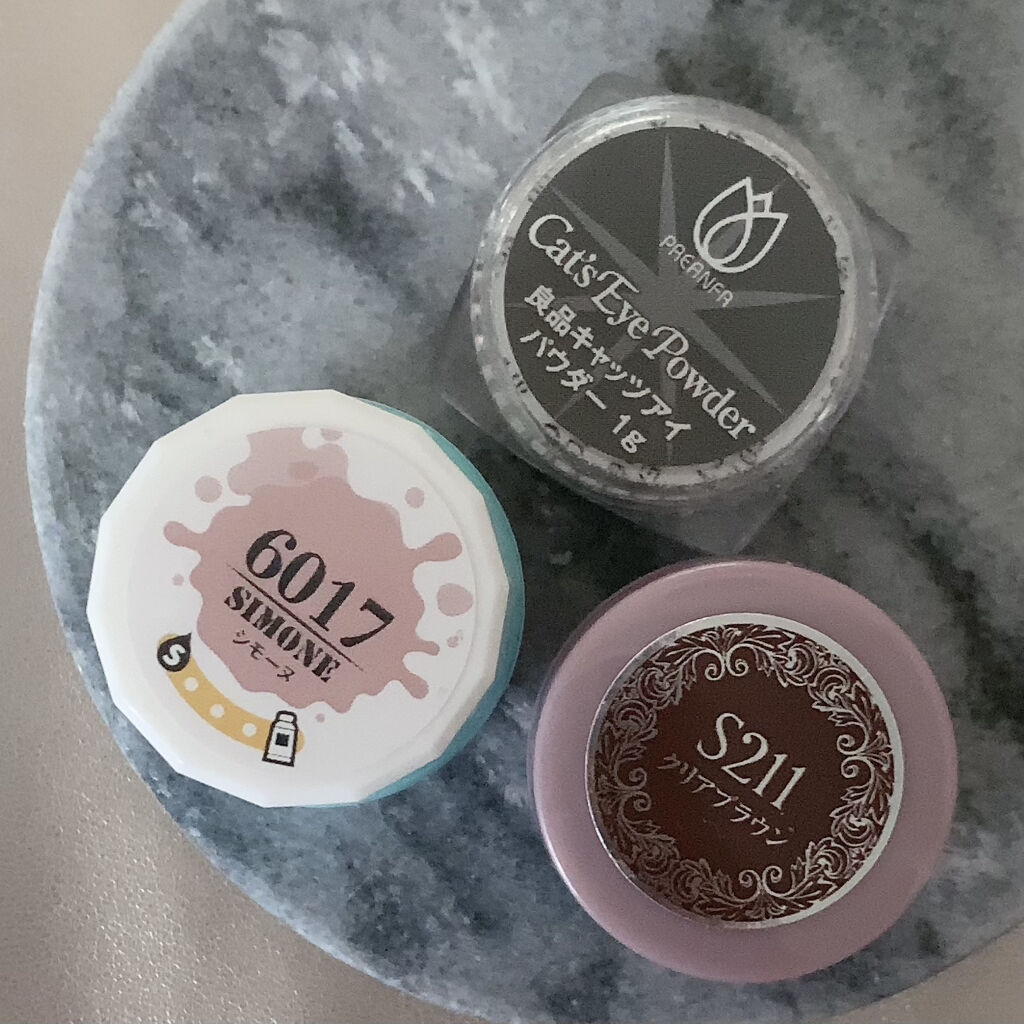 PREANFA
Cat's Eye Powder
良品キャッツアイ
パウダー 1g
6017
SIMONE
シモーヌ
S
S211
クリアブラウン